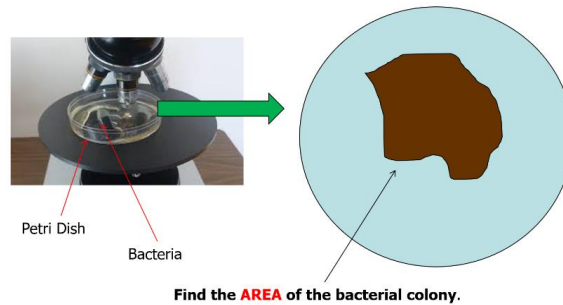 Petri Dish
Bacteria
Find the AREA of the bacterial colony.